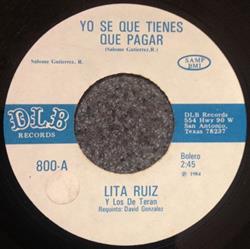 YO SE QUE TIENES
QUE PAGAR
(Salome Gutierrez,R.)
Salome Gutierrez, R.
SAMP
BMI
DLB
RECORDS
DLB Records
554 Hwy 90 W
San Antonio,
Texas 78237
800-A
Bolero
2:45
℗ 1984
LITA RUIZ
Y Los De Teran
Requinto: David Gonzalez